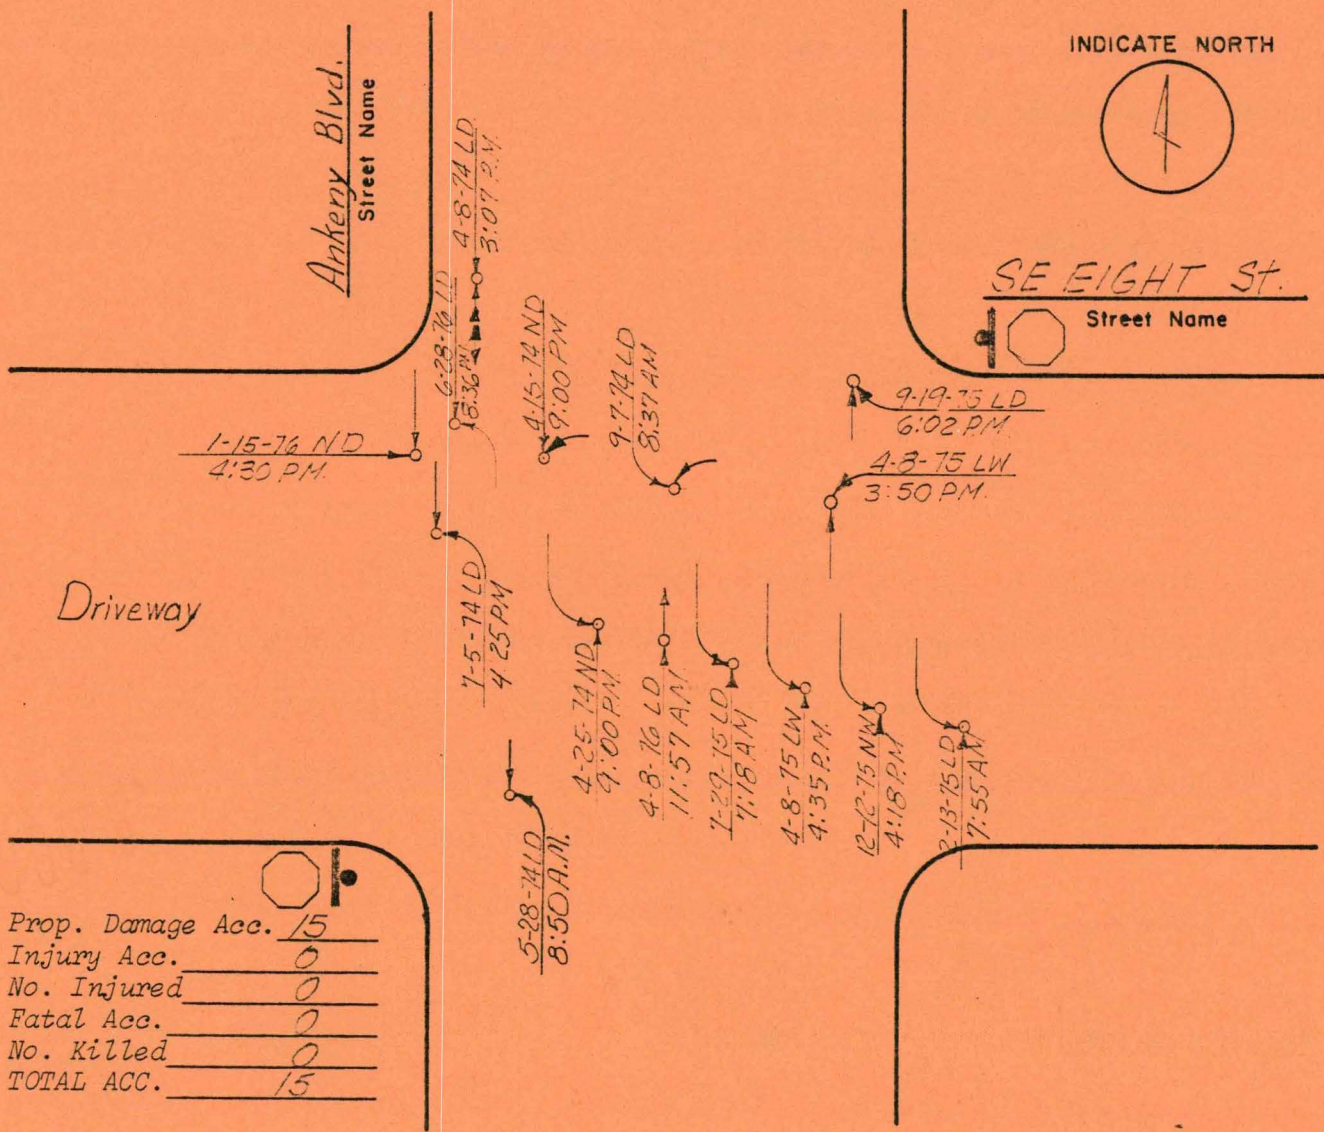 INDICATE NORTH
Ankeny Blvd.
Street Name
4-8-74 LD
3:07 P.M.
SE EIGHT St.
Street Name
6-28-76 LD
5:36 PM
4-15-74 ND
9:00 PM
9-7-74 LD
8:37 AM
9-19-75 LD
6:02 P.M.
1-15-76 ND
4:30 P.M.
4-8-75 LW
3:50 P.M.
Driveway
7-5-74 LD
4:25 PM
4-25-74 ND
9:00 P.M.
4-8-76 LD
11:57 A.M.
7-29-75 LD
7:18 AM
4-8-75 LW
4:35 P.M.
12-12-75 NW
4:18 P.M.
2-13-75 LD
7:55 AM
5-28-74 LD
8:50 A.M.
Prop. Damage Acc. 15
Injury Acc. 0
No. Injured 0
Fatal Acc. 0
No. Killed 0
TOTAL ACC. 15